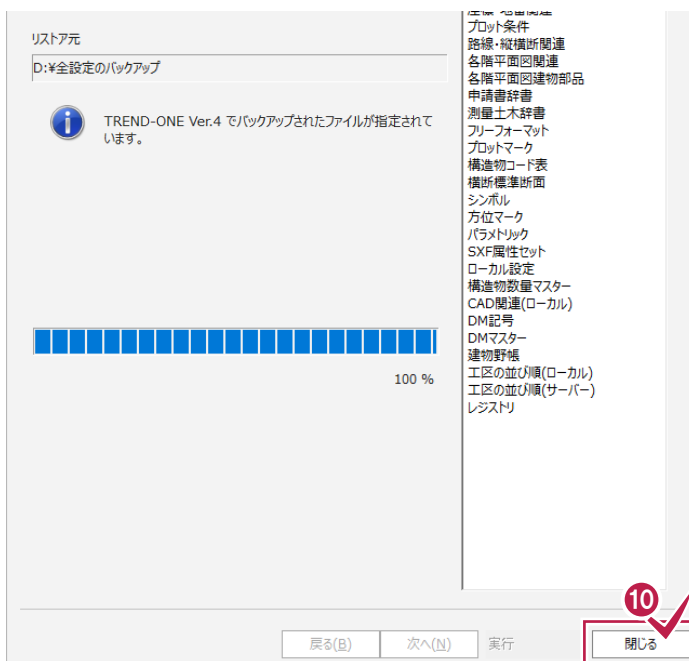 リストア元
D:¥全設定のバックアップ
TREND-ONE Ver.4 でバックアップされたファイルが指定されて
います。
100 %
プロット条件
路線・縦横断関連
各階平面図関連
各階平面図建物部品
申請書辞書
測量土木辞書
フリーフォーマット
プロットマーク
構造物コード表
横断標準断面
シンボル
方位マーク
パラメトリック
SXF属性セット
ローカル設定
構造物数量マスター
CAD関連(ローカル)
DM記号
DMマスター
建物野帳
工区の並び順(ローカル)
工区の並び順(サーバー)
レジストリ
⑩
戻る(B) 次へ(N) 実行 閉じる